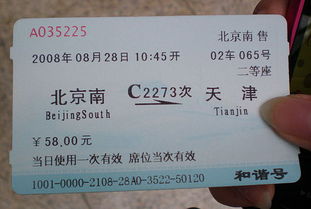 A035225 北京南 售
2008年08月28日 10:45开 02车 065号
二等座
北京南 C2273次 天津
BeijingSouth Tianjin
￥58.00元
当日使用一次有效 席位当次有效
和谐号
1001-0000-2108-28A0-3522-50120